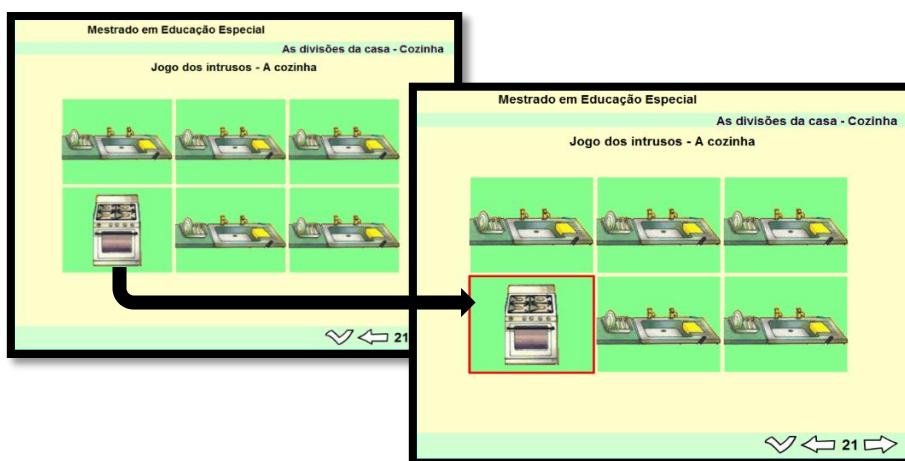 Mestrado em Educação Especial
As divisões da casa - Cozinha
Jogo dos intrusos - A cozinha
21
Mestrado em Educação Especial
As divisões da casa - Cozinha
Jogo dos intrusos - A cozinha
21